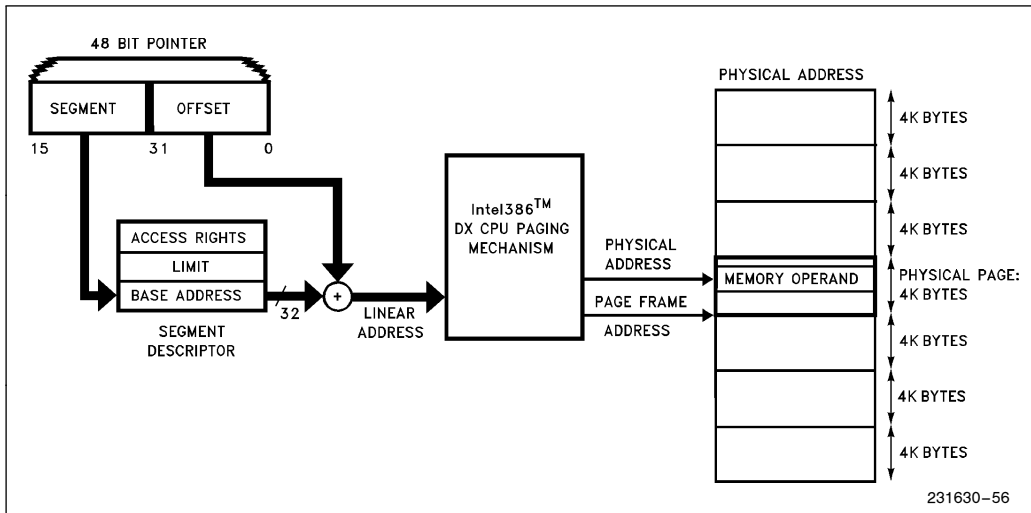 48 BIT POINTER
SEGMENT
OFFSET
15
31
0
ACCESS RIGHTS
LIMIT
BASE ADDRESS
32
SEGMENT
DESCRIPTOR
+
LINEAR
ADDRESS
Intel386™
DX CPU PAGING
MECHANISM
PHYSICAL
ADDRESS
PAGE FRAME
ADDRESS
PHYSICAL ADDRESS
4K BYTES
4K BYTES
4K BYTES
MEMORY OPERAND
PHYSICAL PAGE:
4K BYTES
4K BYTES
4K BYTES
4K BYTES
231630–56